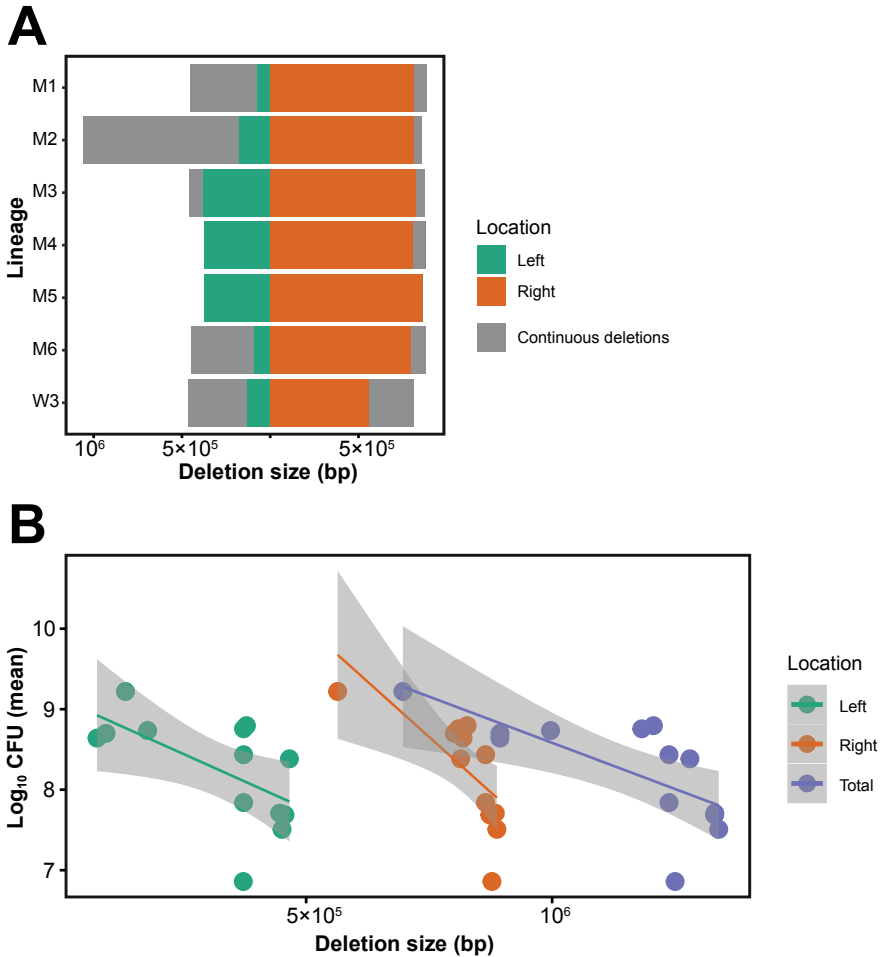 A
Lineage
M1
M2
M3
M4
M5
M6
W3
10⁶
5×10⁵
5×10⁵
Deletion size (bp)
Location
Left
Right
Continuous deletions
B
Log₁₀ CFU (mean)
10
9
8
7
5×10⁵
10⁶
Deletion size (bp)
Location
Left
Right
Total